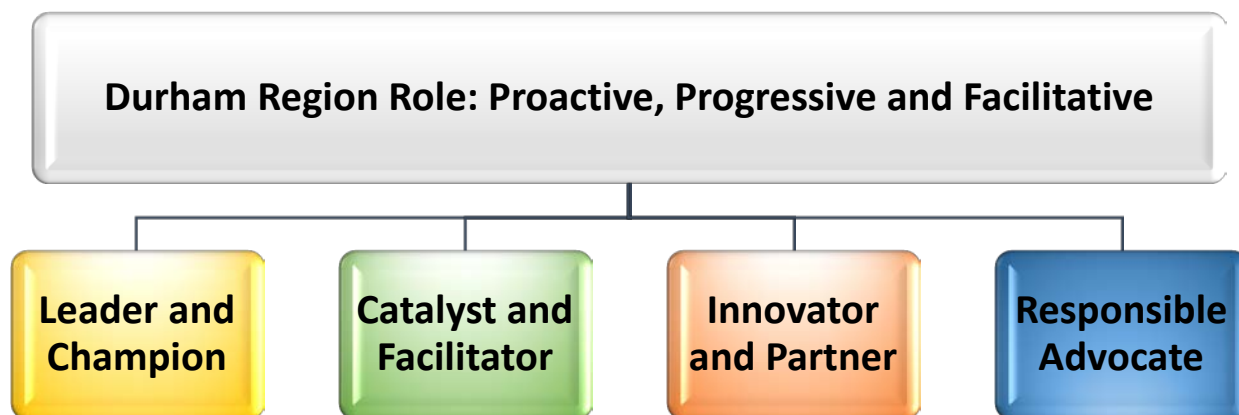 Durham Region Role: Proactive, Progressive and Facilitative
Leader and
Champion
Catalyst and
Facilitator
Innovator
and Partner
Responsible
Advocate